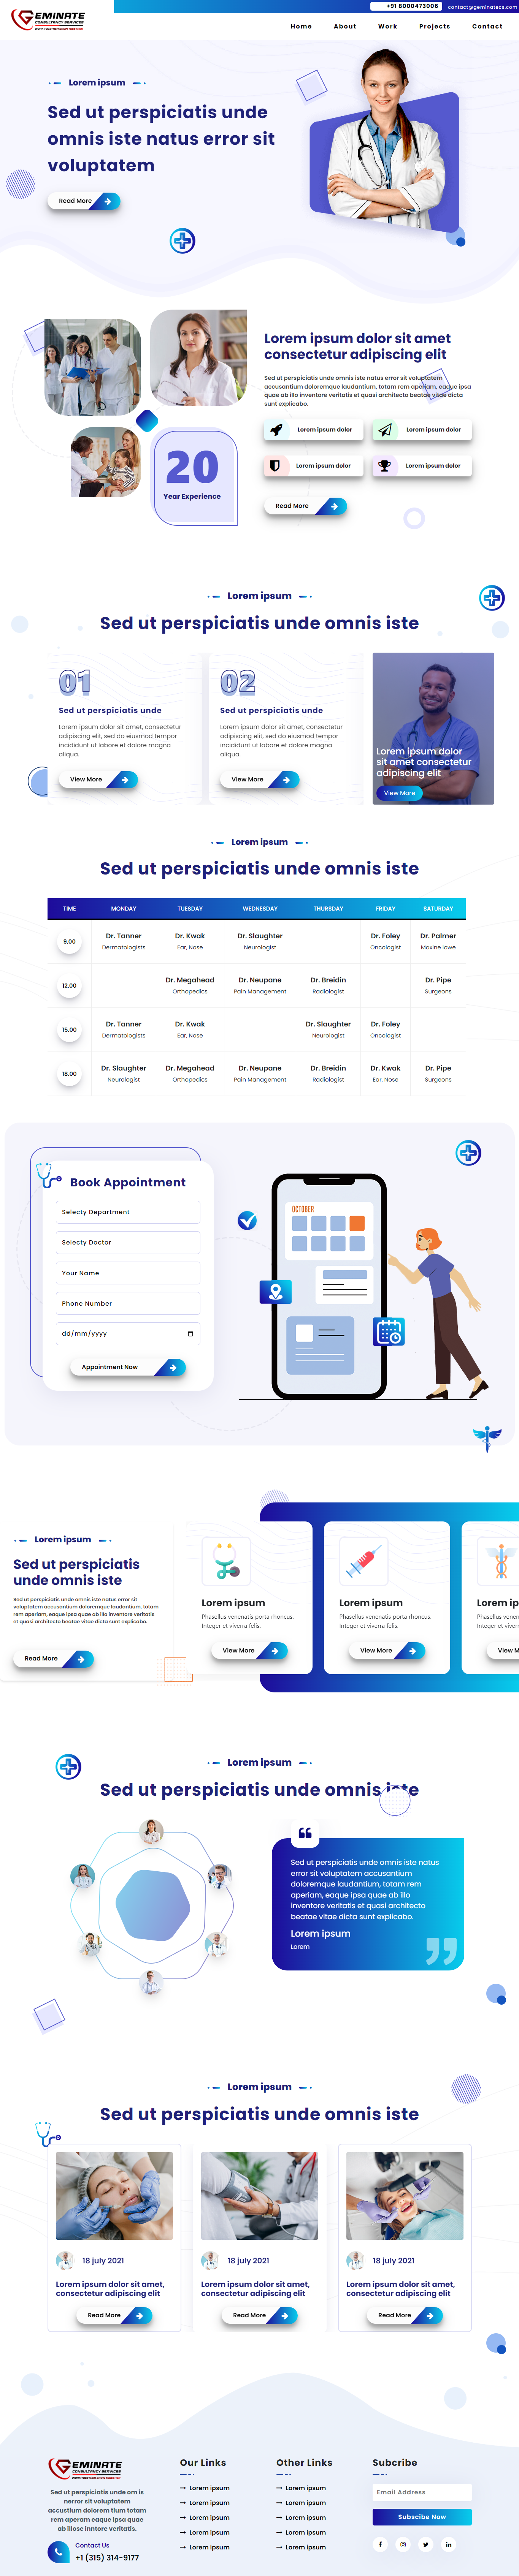 GEMINATE
CONSULTANCY SERVICES
WORK TOGETHER GROW TOGETHER
+91 8000473006
contact@geminatecs.com
Home About Work Projects Contact
Lorem ipsum
Sed ut perspiciatis unde
omnis iste natus error sit
voluptatem
Read More
20
Year Experience
Lorem ipsum dolor sit amet
consectetur adipiscing elit
Sed ut perspiciatis unde omnis iste natus error sit voluptatem
accusantium doloremque laudantium, totam rem aperiam, eaque ipsa
quae ab illo inventore veritatis et quasi architecto beatae vitae dicta
sunt explicabo.
Lorem ipsum dolor
Lorem ipsum dolor
Lorem ipsum dolor
Lorem ipsum dolor
Read More
Lorem ipsum
Sed ut perspiciatis unde omnis iste
01
Sed ut perspiciatis unde
Lorem ipsum dolor sit amet, consectetur
adipiscing elit, sed do eiusmod tempor
incididunt ut labore et dolore magna
aliqua.
View More
02
Sed ut perspiciatis unde
Lorem ipsum dolor sit amet, consectetur
adipiscing elit, sed do eiusmod tempor
incididunt ut labore et dolore magna
aliqua.
View More
Lorem ipsum dolor
sit amet consectetur
adipiscing elit
View More
Lorem ipsum
Sed ut perspiciatis unde omnis iste
TIME MONDAY TUESDAY WEDNESDAY THURSDAY FRIDAY SATURDAY
9.00 Dr. Tanner Dr. Kwak Dr. Slaughter Dr. Foley Dr. Palmer
Dermatologists Ear, Nose Neurologist Oncologist Maxine lowe
12.00 Dr. Megahead Dr. Neupane Dr. Breidin Dr. Pipe
Orthopedics Pain Management Radiologist Surgeons
15.00 Dr. Tanner Dr. Kwak Dr. Slaughter Dr. Foley
Dermatologists Ear, Nose Neurologist Oncologist
18.00 Dr. Slaughter Dr. Megahead Dr. Neupane Dr. Breidin Dr. Kwak Dr. Pipe
Neurologist Orthopedics Pain Management Radiologist Ear, Nose Surgeons
Book Appointment
Selecty Department
Selecty Doctor
Your Name
Phone Number
dd/mm/yyyy
Appointment Now
OCTOBER
Lorem ipsum
Sed ut perspiciatis
unde omnis iste
Sed ut perspiciatis unde omnis iste natus error sit
voluptatem accusantium doloremque laudantium, totam
rem aperiam, eaque ipsa quae ab illo inventore veritatis
et quasi architecto beatae vitae dicta sunt explicabo.
Read More
Lorem ipsum
Phasellus venenatis porta rhoncus.
Integer et viverra felis.
View More
Lorem ipsum
Phasellus venenatis porta rhoncus.
Integer et viverra felis.
View More
Lorem ip
Phasellus venen
Integer et viver
View M
Lorem ipsum
Sed ut perspiciatis unde omnis iste
Sed ut perspiciatis unde omnis iste natus
error sit voluptatem accusantium
doloremque laudantium, totam rem
aperiam, eaque ipsa quae ab illo
inventore veritatis et quasi architecto
beatae vitae dicta sunt explicabo.
Lorem ipsum
Lorem
Lorem ipsum
Sed ut perspiciatis unde omnis iste
18 july 2021
Lorem ipsum dolor sit amet,
consectetur adipiscing elit
Read More
18 july 2021
Lorem ipsum dolor sit amet,
consectetur adipiscing elit
Read More
18 july 2021
Lorem ipsum dolor sit amet,
consectetur adipiscing elit
Read More
GEMINATE
CONSULTANCY SERVICES
WORK TOGETHER GROW TOGETHER
Sed ut perspiciatis unde om is
nerror sit voluptatem
accustium dolorem tium totam
rem aperam eaque ipsa quae
ab illose inntore veritatis.
Contact Us
+1 (315) 314-9177
Our Links
Lorem ipsum
Lorem ipsum
Lorem ipsum
Lorem ipsum
Lorem ipsum
Other Links
Lorem ipsum
Lorem ipsum
Lorem ipsum
Lorem ipsum
Lorem ipsum
Subcribe
Email Address
Subscibe Now